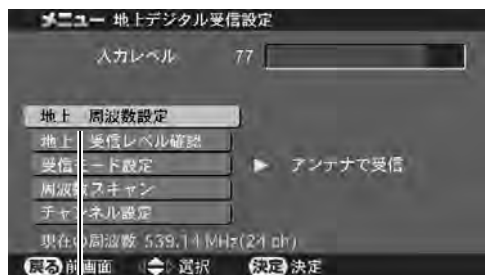 メニュー 地上デジタル受信設定
入力レベル 77
地上 周波数設定
地上 受信レベル確認
受信モード設定
▶ アンテナで受信
周波数スキャン
チャンネル設定
現在の周波数 539.14 MHz(24 ch)
戻る 前画面 選択 決定 決定